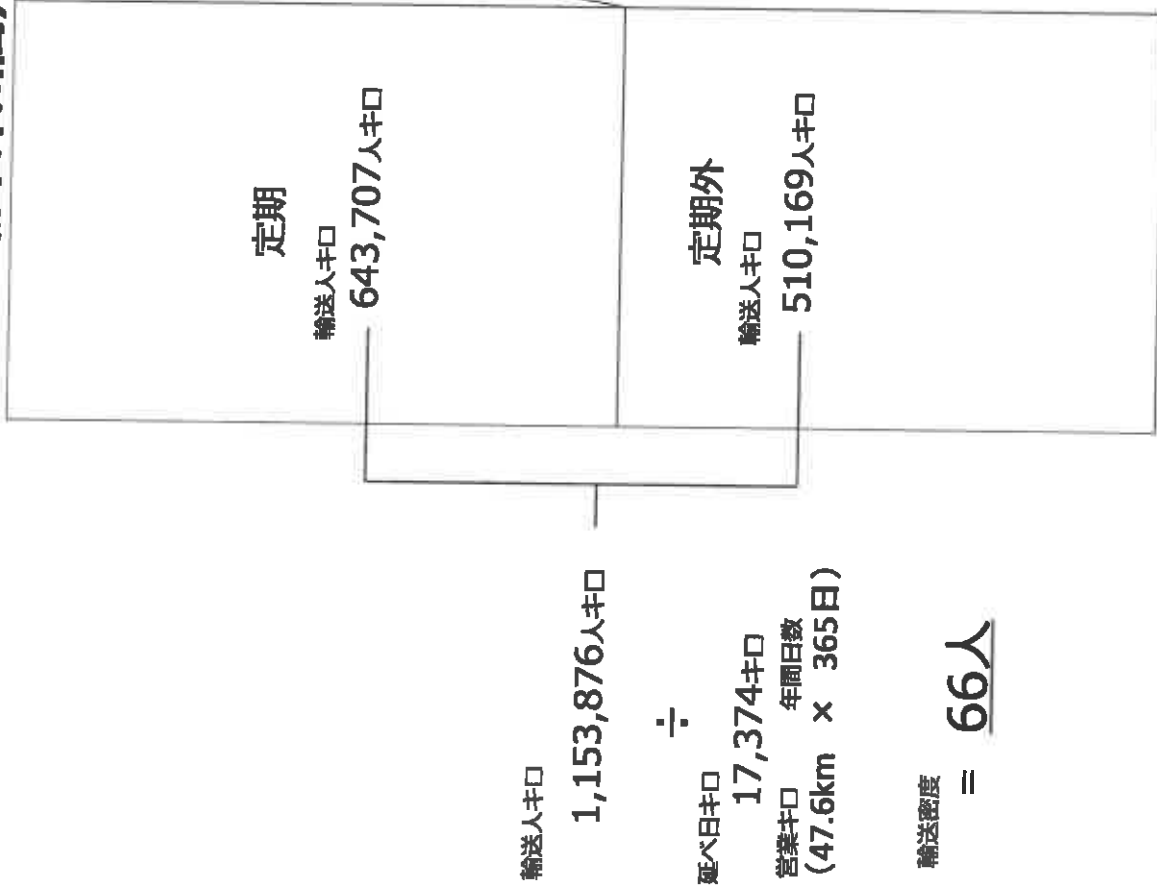 輸送人キロ
1,153,876人キロ
÷
延べ日キロ
17,374キロ
営業キロ 年間日数
(47.6km × 365日)
輸送密度
= 66人
定期
輸送人キロ
643,707人キロ
定期外
輸送人キロ
510,169人キロ